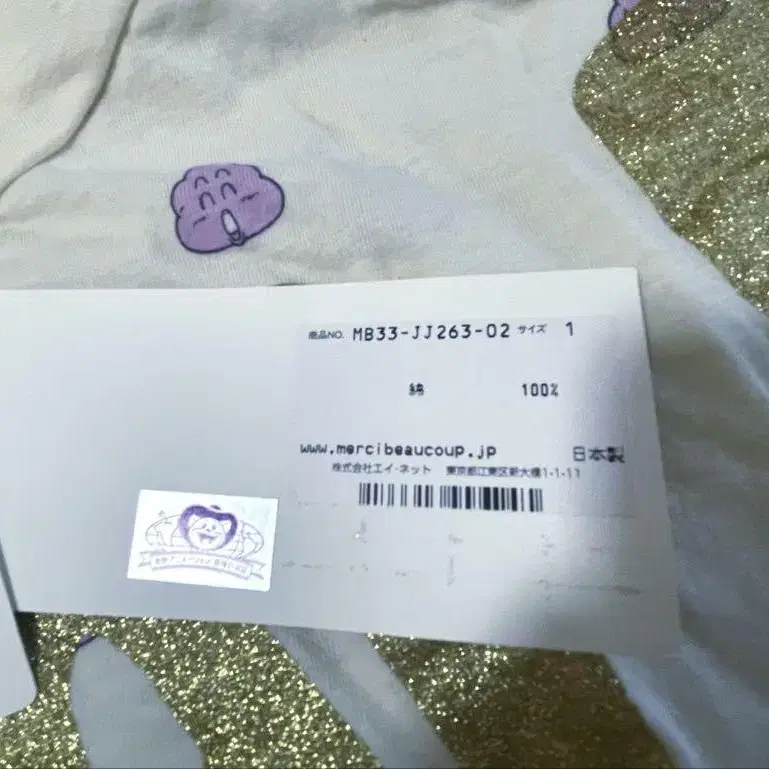 商品NO. MB33-JJ263-02 サイズ 1
綿 100%
www.mercibeaucoup.jp 日本製
株式会社エイ・ネット 東京都江東区新大橋1-1-11